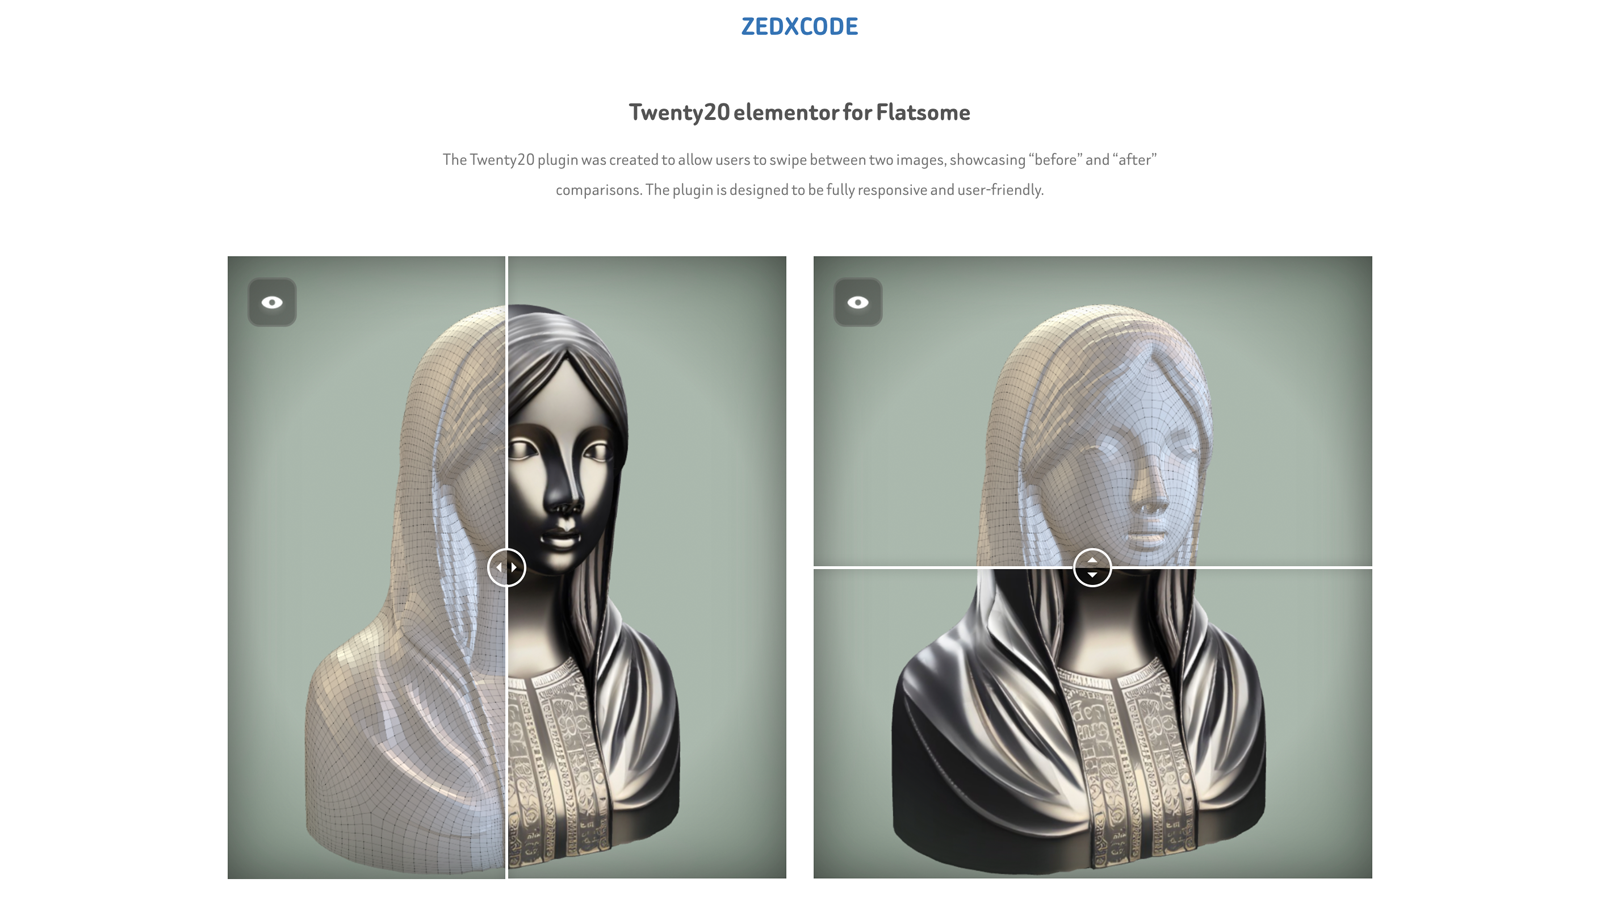 ZEDXCODE
Twenty20 elementor for Flatsome
The Twenty20 plugin was created to allow users to swipe between two images, showcasing “before” and “after”
comparisons. The plugin is designed to be fully responsive and user-friendly.